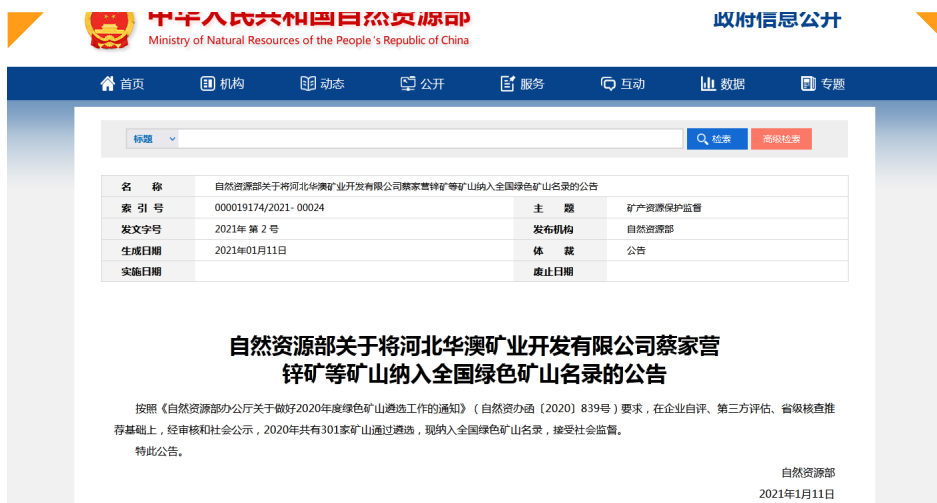 中华人民共和国自然资源部
政府信息公开
Ministry of Natural Resources of the People's Republic of China
首页 机构 动态 公开 服务 互动 数据 专题
标题 检索 高级检索
名 称 自然资源部关于将河北华澳矿业开发有限公司蔡家营锌矿等矿山纳入全国绿色矿山名录的公告
索 引 号 000019174/2021- 00024 主 题 矿产资源保护监督
发文字号 2021年 第 2 号 发布机构 自然资源部
生成日期 2021年01月11日 体 裁 公告
实施日期 废止日期
自然资源部关于将河北华澳矿业开发有限公司蔡家营
锌矿等矿山纳入全国绿色矿山名录的公告
按照《自然资源部办公厅关于做好2020年度绿色矿山遴选工作的通知》（自然资办函〔2020〕839号）要求，在企业自评、第三方评估、省级核查推
荐基础上，经审核和社会公示，2020年共有301家矿山通过遴选，现纳入全国绿色矿山名录，接受社会监督。
特此公告。
自然资源部
2021年1月11日